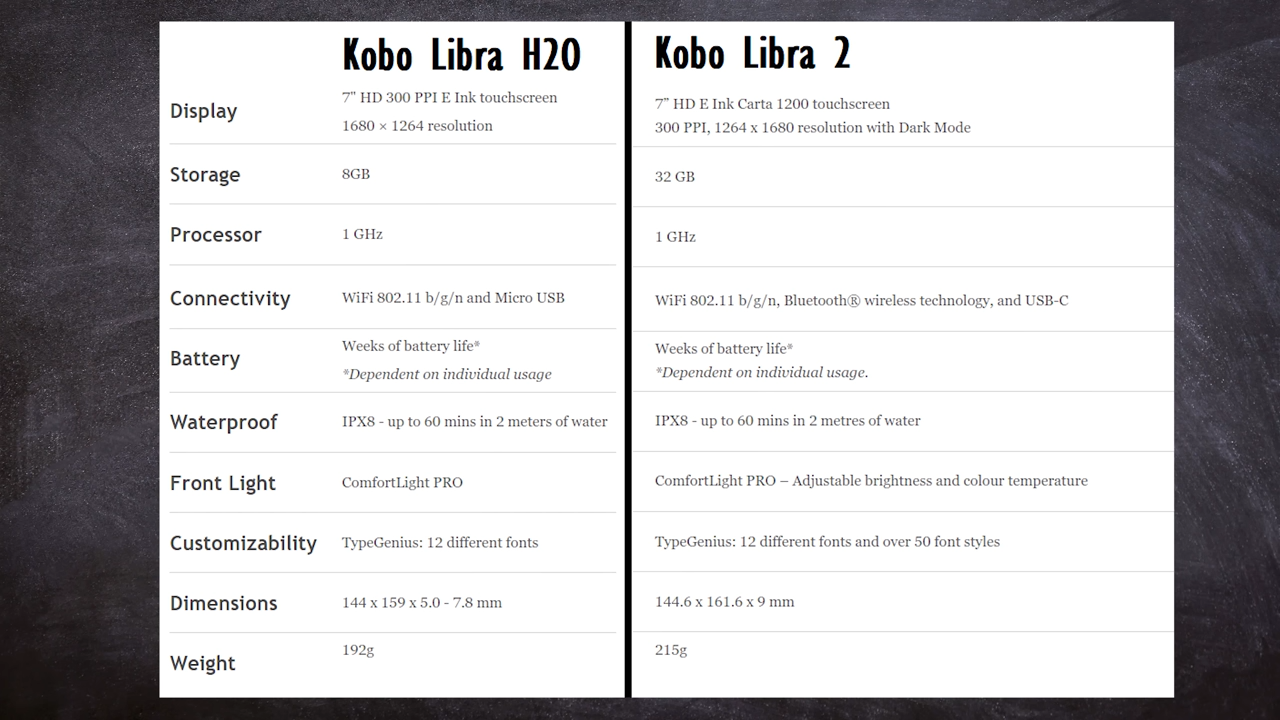 Kobo Libra H2O Kobo Libra 2
Display
7" HD 300 PPI E Ink touchscreen
1680 × 1264 resolution
7” HD E Ink Carta 1200 touchscreen
300 PPI, 1264 x 1680 resolution with Dark Mode
Storage 8GB 32 GB
Processor 1 GHz 1 GHz
Connectivity WiFi 802.11 b/g/n and Micro USB WiFi 802.11 b/g/n, Bluetooth® wireless technology, and USB-C
Battery
Weeks of battery life*
*Dependent on individual usage
Weeks of battery life*
*Dependent on individual usage.
Waterproof IPX8 - up to 60 mins in 2 meters of water IPX8 - up to 60 mins in 2 metres of water
Front Light ComfortLight PRO ComfortLight PRO – Adjustable brightness and colour temperature
Customizability TypeGenius: 12 different fonts TypeGenius: 12 different fonts and over 50 font styles
Dimensions 144 x 159 x 5.0 - 7.8 mm 144.6 x 161.6 x 9 mm
Weight 192g 215g